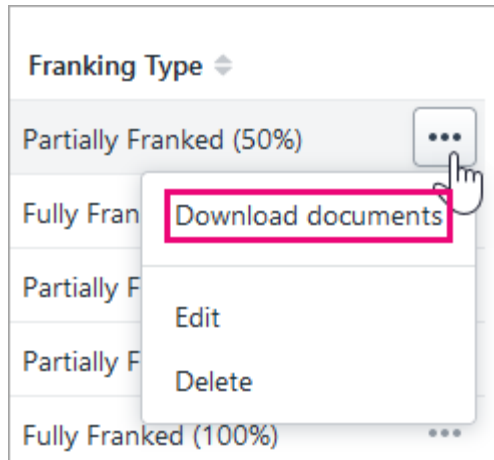 Franking Type
Partially Franked (50%)
Fully Fran
Download documents
Partially F
Edit
Partially F
Delete
Fully Franked (100%)